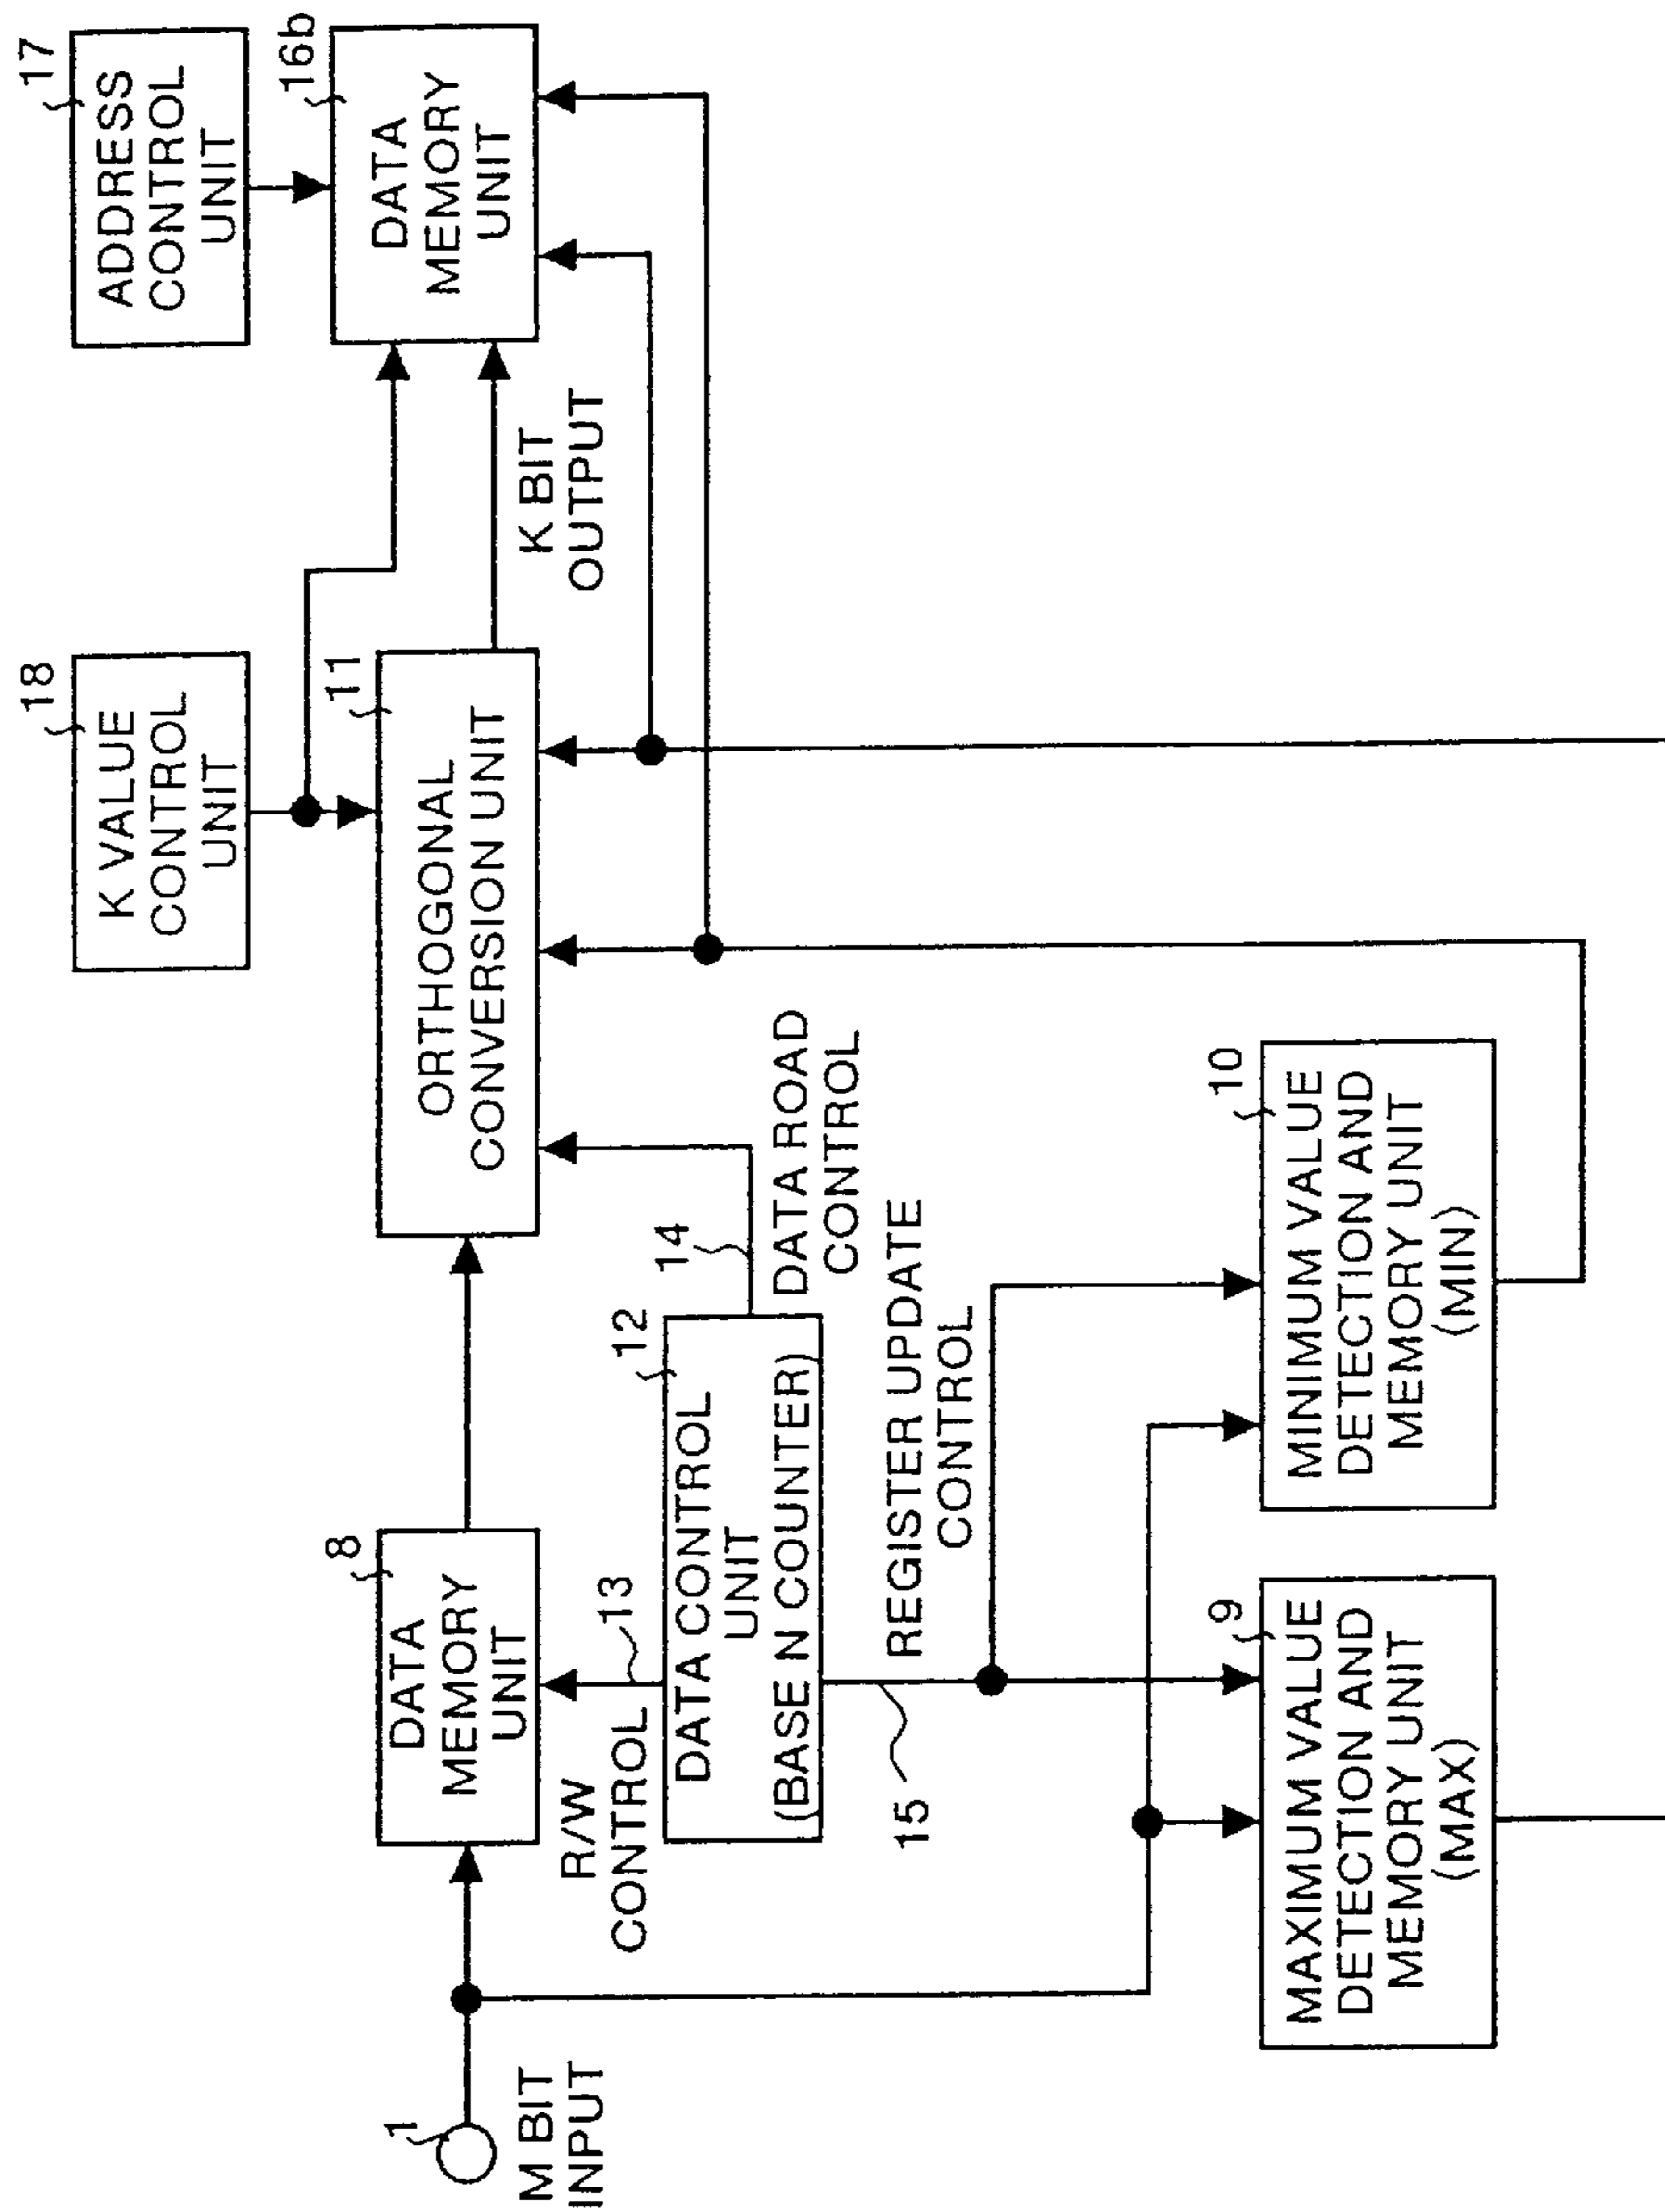 18
K VALUE
CONTROL
UNIT
17
ADDRESS
CONTROL
UNIT
8
DATA
MEMORY
UNIT
11
ORTHOGONAL
CONVERSION UNIT
16b
DATA
MEMORY
UNIT
1
M BIT
INPUT
K BIT
OUTPUT
R/W
CONTROL
13
12
DATA CONTROL
UNIT
(BASE N COUNTER)
14
DATA ROAD
CONTROL
15
REGISTER UPDATE
CONTROL
9
MAXIMUM VALUE
DETECTION AND
MEMORY UNIT
(MAX)
10
MINIMUM VALUE
DETECTION AND
MEMORY UNIT
(MIN)